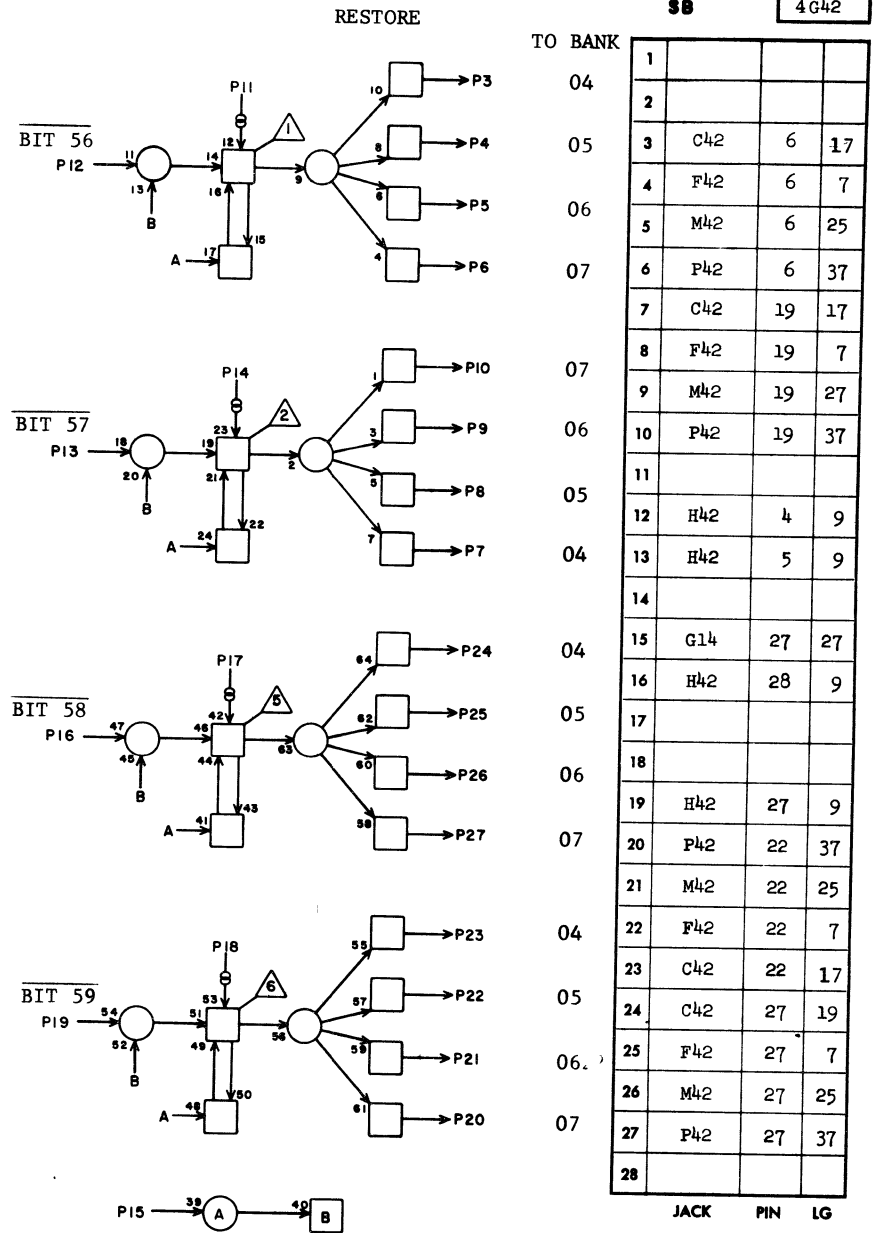 RESTORE
SB
4G42
TO BANK
P11
10
P3
04
BIT 56
12
1
P12
11
14
8
P4
05
13
16
9
6
P5
06
B
15
A
17
4
P6
07
P14
1
P10
07
BIT 57
23
2
P13
18
19
3
P9
06
20
21
2
5
P8
05
B
22
A
24
7
P7
04
P17
64
P24
04
BIT 58
42
5
P16
47
46
62
P25
05
45
44
63
60
P26
06
B
43
A
41
58
P27
07
P18
55
P23
04
BIT 59
53
6
P19
54
51
57
P22
05
52
49
56
59
P21
06
B
50
A
48
61
P20
07
P15
39
A
40
B
1
2
3 C42 6 17
4 F42 6 7
5 M42 6 25
6 P42 6 37
7 C42 19 17
8 F42 19 7
9 M42 19 27
10 P42 19 37
11
12 H42 4 9
13 H42 5 9
14
15 G14 27 27
16 H42 28 9
17
18
19 H42 27 9
20 P42 22 37
21 M42 22 25
22 F42 22 7
23 C42 22 17
24 C42 27 19
25 F42 27 7
26 M42 27 25
27 P42 27 37
28
JACK PIN LG